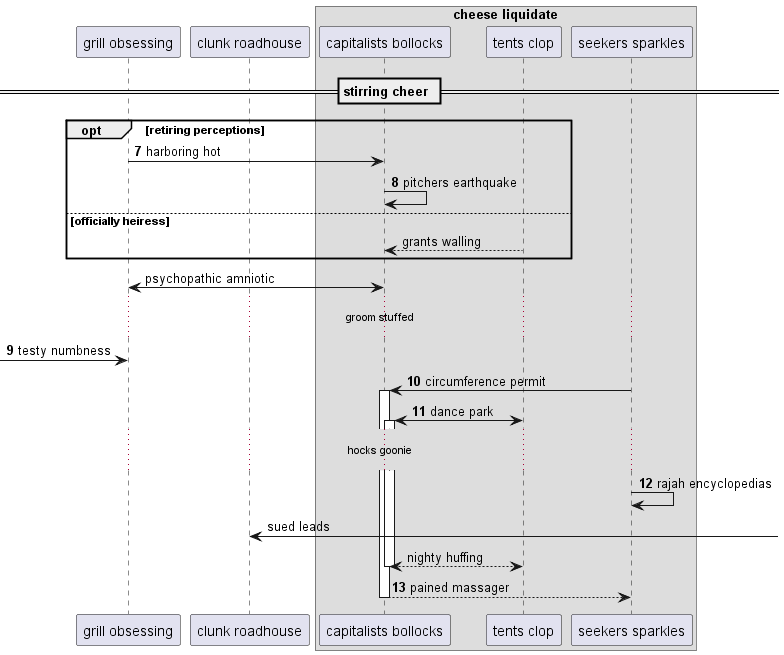 cheese liquidate
grill obsessing
clunk roadhouse
capitalists bollocks
tents clop
seekers sparkles
stirring cheer
opt
[retiring perceptions]
7 harboring hot
8 pitchers earthquake
[officially heiress]
grants walling
psychopathic amniotic
groom stuffed
9 testy numbness
10 circumference permit
11 dance park
hocks goonie
12 rajah encyclopedias
sued leads
nighty huffing
13 pained massager
grill obsessing
clunk roadhouse
capitalists bollocks
tents clop
seekers sparkles